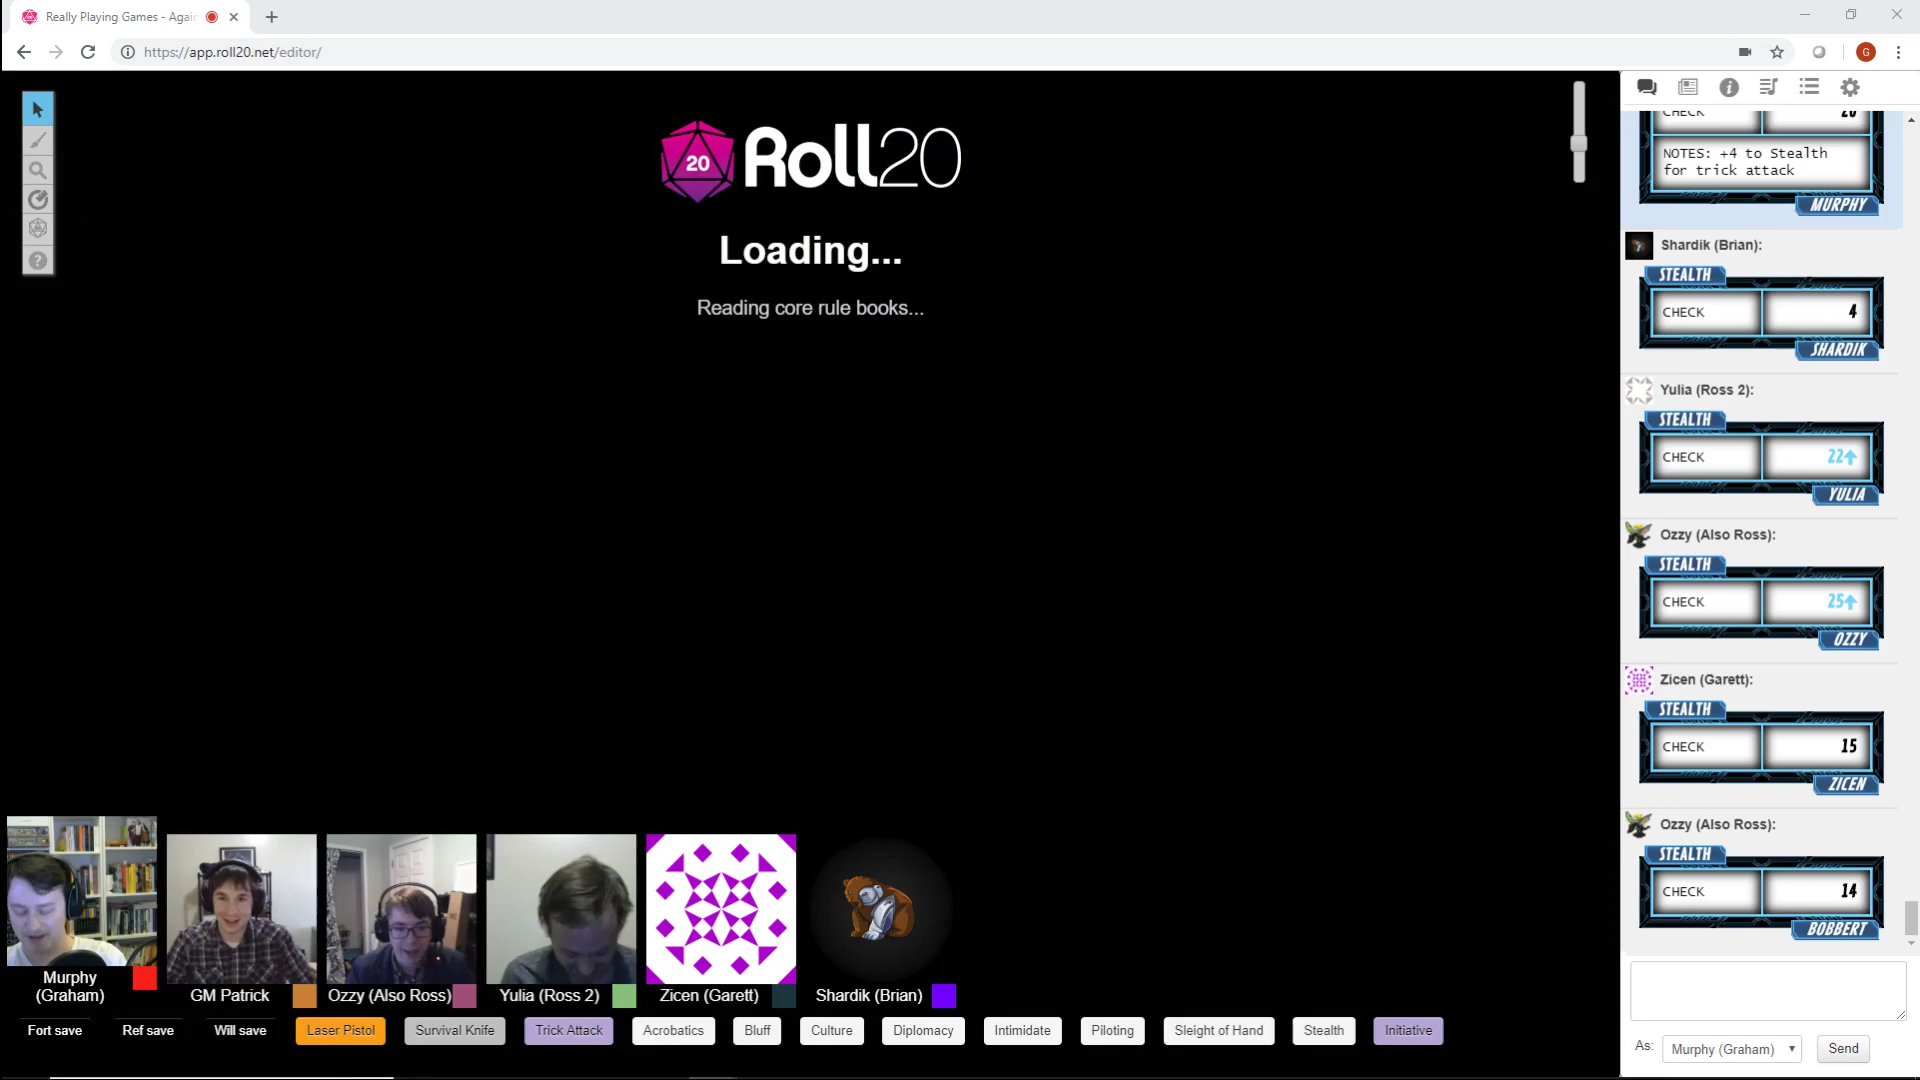 Really Playing Games - Again
https://app.roll20.net/editor/
20
Roll20
Loading...
Reading core rule books...
CHECK 20
NOTES: +4 to Stealth
for trick attack
MURPHY
Shardik (Brian):
STEALTH
CHECK 4
SHARDIK
Yulia (Ross 2):
STEALTH
CHECK 22
YULIA
Ozzy (Also Ross):
STEALTH
CHECK 25
OZZY
Zicen (Garett):
STEALTH
CHECK 15
ZICEN
Ozzy (Also Ross):
STEALTH
CHECK 14
BOBBERT
Murphy
(Graham)
GM Patrick
Ozzy (Also Ross)
Yulia (Ross 2)
Zicen (Garett)
Shardik (Brian)
Fort save Ref save Will save Laser Pistol Survival Knife Trick Attack Acrobatics Bluff Culture Diplomacy Intimidate Piloting Sleight of Hand Stealth Initiative
As: Murphy (Graham) Send
G